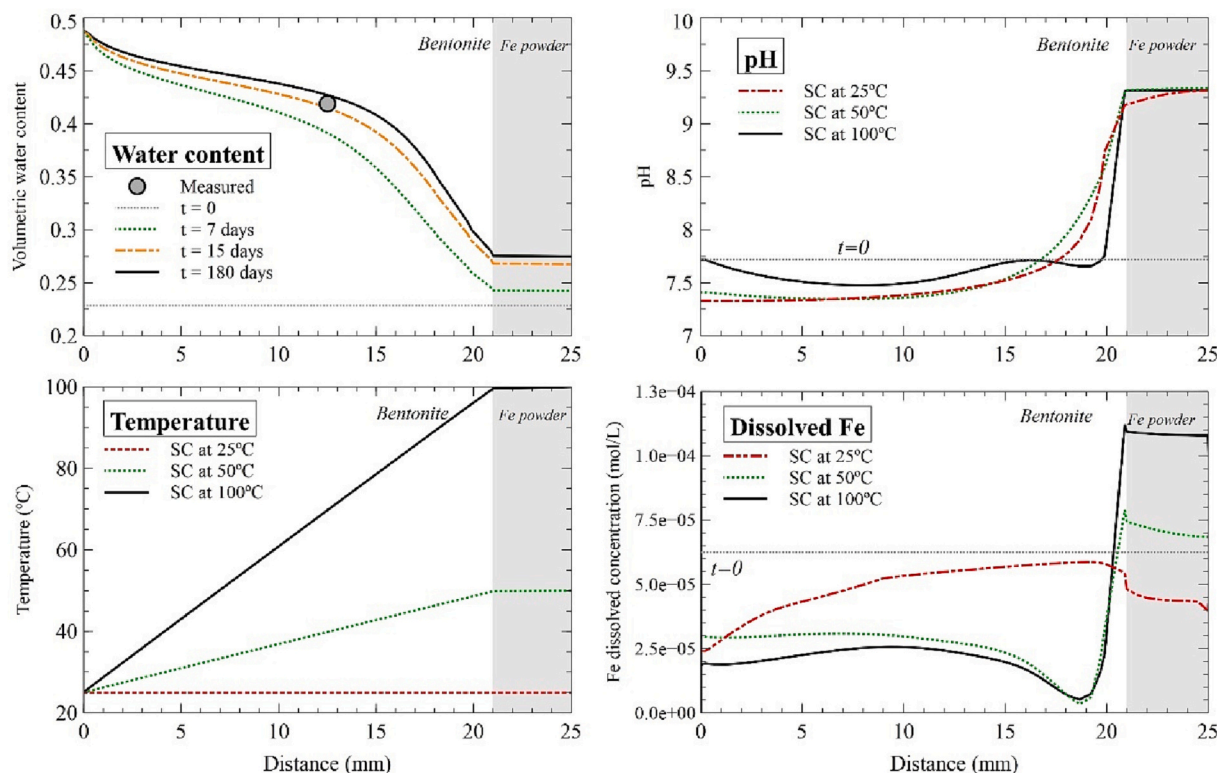 0.5
0.45
0.4
0.35
0.3
0.25
0.2
Volumetric water content
Bentonite
Fe powder
Water content
Measured
t = 0
t = 7 days
t = 15 days
t = 180 days
0 5 10 15 20 25
10
9.5
9
8.5
8
7.5
7
pH
Bentonite
Fe powder
pH
SC at 25ºC
SC at 50ºC
SC at 100ºC
t=0
0 5 10 15 20 25
100
80
60
40
20
Temperature (ºC)
Bentonite
Fe powder
Temperature
SC at 25ºC
SC at 50ºC
SC at 100ºC
0 5 10 15 20 25
Distance (mm)
1.3e-04
1.0e-04
7.5e-05
5.0e-05
2.5e-05
0.0e+00
Fe dissolved concentration (mol/L)
Bentonite
Fe powder
Dissolved Fe
SC at 25ºC
SC at 50ºC
SC at 100ºC
t=0
0 5 10 15 20 25
Distance (mm)